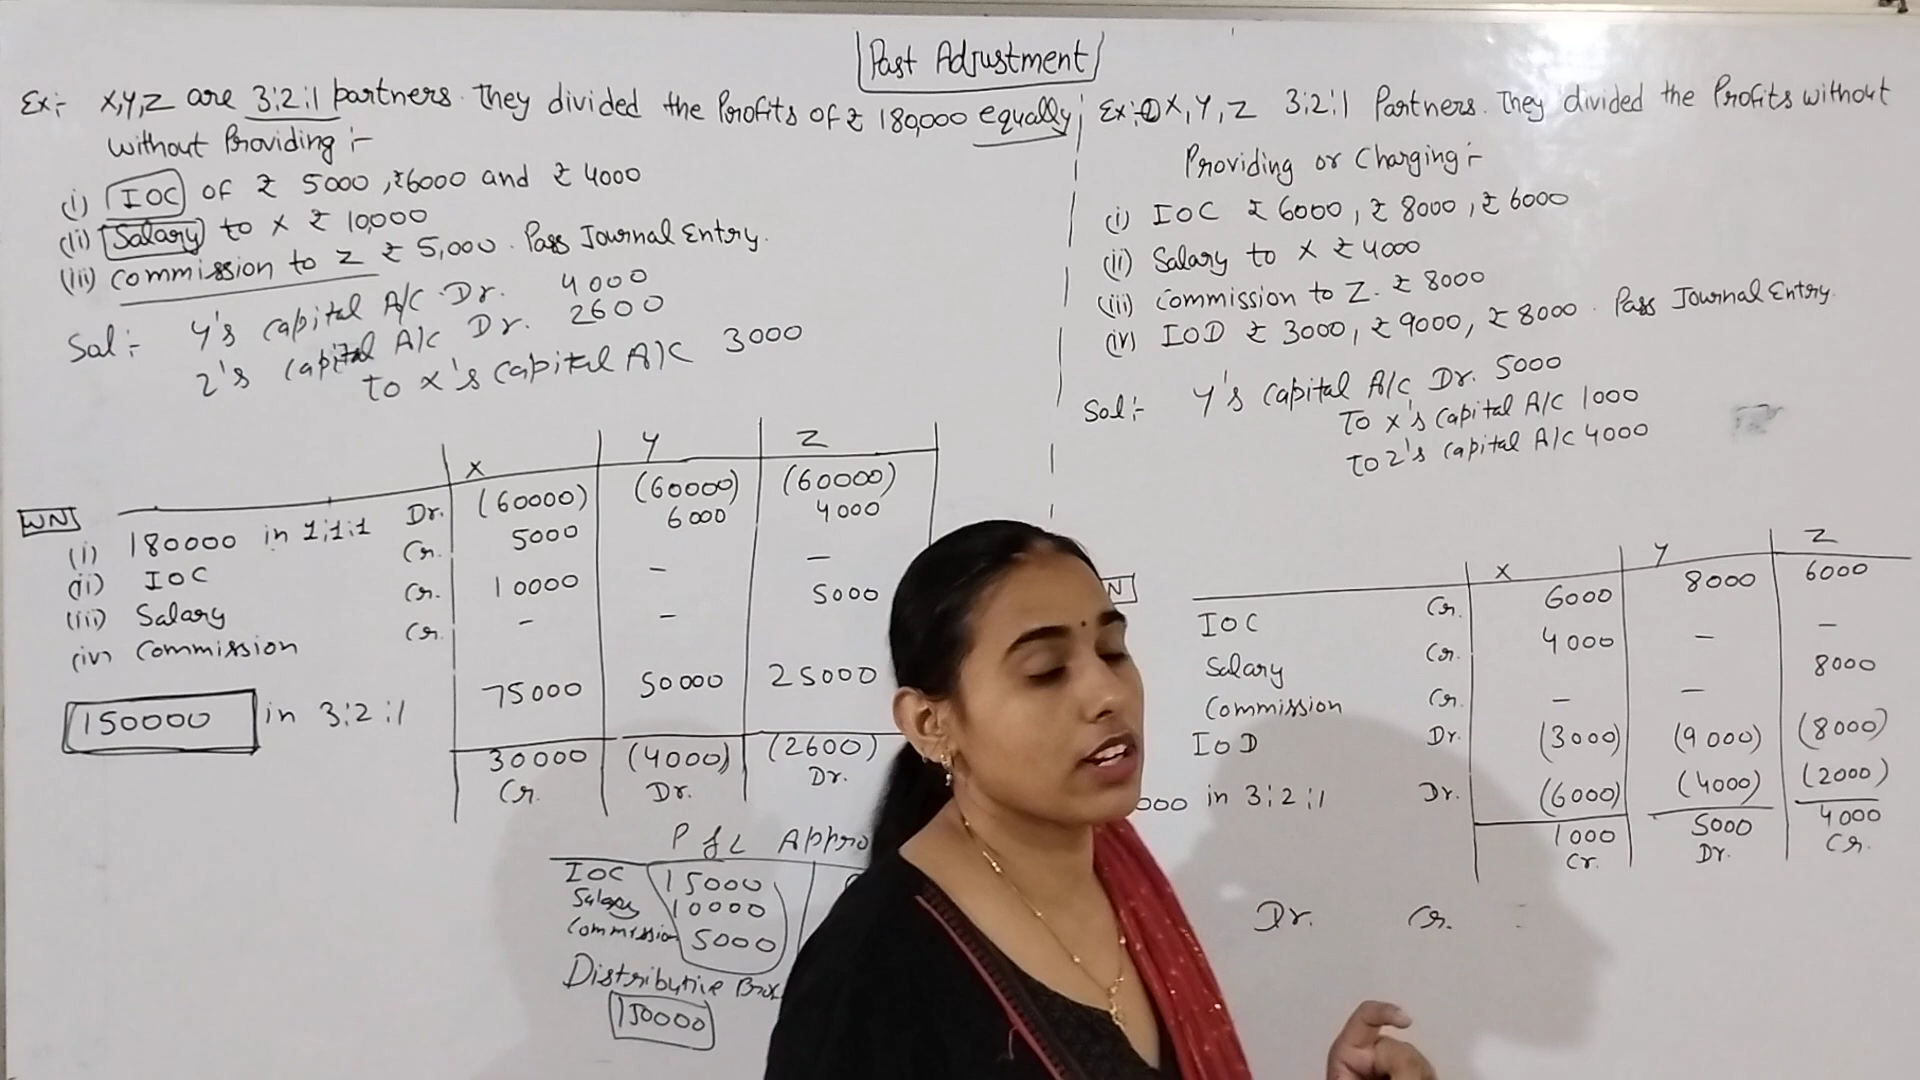 Past Adjustment
Ex:- X,Y,Z are 3:2:1 partners. They divided the Profits of ₹ 180,000 equally
without Providing :-
(i) IOC of ₹ 5000, ₹6000 and ₹ 4000
(ii) Salary to X ₹ 10,000
(iii) Commission to Z ₹ 5,000. Pass Journal Entry.
Sol:- Y's Capital A/C Dr. 4000
Z's Capital A/C Dr. 2600
To X's Capital A/C 3000
X Y Z
WN
(i) 180000 in 1:1:1 Dr. (60000) (60000) (60000)
(ii) IOC Cr. 5000 6000 4000
(iii) Salary Cr. 10000 - -
(iv) Commission Cr. - - 5000
150000 in 3:2:1 75000 50000 25000
30000 (4000) (2600)
Cr. Dr. Dr.
P & L Appro
IOC 15000
Salary 10000
Commission 5000
Distributive
150000
Ex:- X, Y, Z 3:2:1 Partners. They divided the Profits without
Providing or Charging :-
(i) IOC ₹ 6000, ₹ 8000, ₹ 6000
(ii) Salary to X ₹ 4000
(iii) Commission to Z. ₹ 8000
(iv) IOD ₹ 3000, ₹ 9000, ₹ 8000. Pass Journal Entry.
Sol:- Y's Capital A/C Dr. 5000
To X's Capital A/C 1000
To Z's Capital A/C 4000
N
X Y Z
IOC Cr. 6000 8000 6000
Salary Cr. 4000 - -
Commission Cr. - - 8000
IOD Dr. (3000) (9000) (8000)
000 in 3:2:1 Dr. (6000) (4000) (2000)
1000 5000 4000
Cr. Dr. Cr.
Dr. Cr.